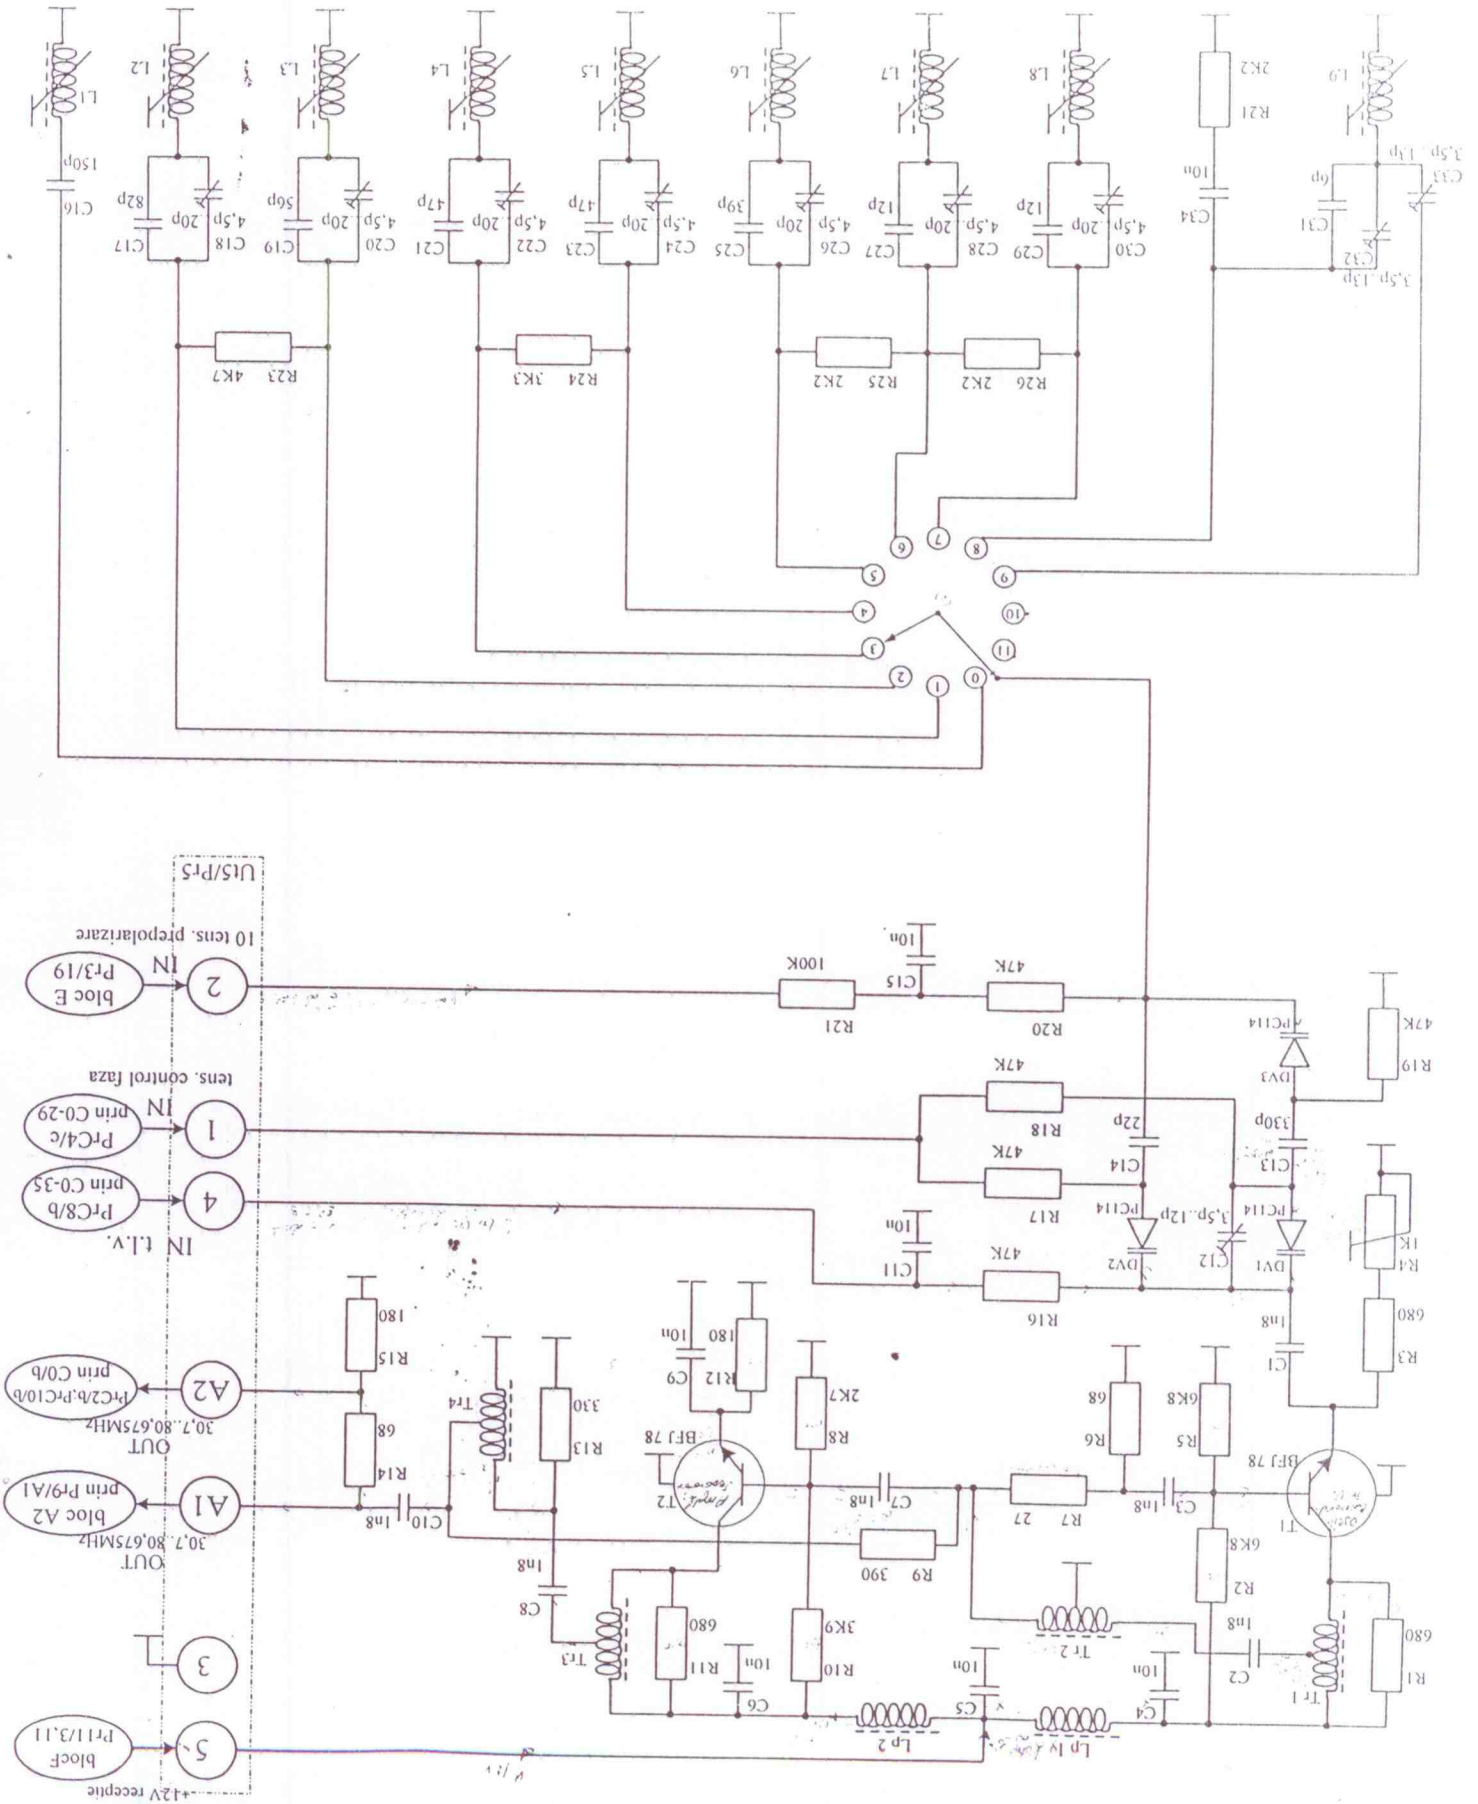 +12V receptie
blocF
Pr11/3,11
5
3
OUT
30,7..80,675MHz
bloc A2
prin Pr9/A1
A1
OUT
30,7..80,675MHz
PrC2/b,PrC10/b
prin C0/b
A2
IN t.l.v.
PrC8/b
prin C0-35
4
PrC4/c
prin C0-29
IN
1
tens. control faza
bloc E
Pr3/19
IN
2
10 tens. prepolarizare
Ut5/Pr5
R1
680
Tr1
C2
1n8
C4
10n
Lp1
Tr2
C5
10n
Lp2
R10
3K9
C6
10n
R11
680
Tr3
C8
1n8
R2
6K8
T1
BFJ78
C3
1n8
R7
27
R9
390
C7
1n8
T2
BFJ78
R13
330
Tr4
C10
1n8
R14
68
R15
180
R3
680
R4
1K
C1
1n8
R5
6K8
R6
68
R8
2K7
R12
180
C9
10n
DV1
PC114
C12
3,5p..12p
DV2
PC114
R16
47K
C11
10n
R17
47K
C13
330p
C14
22p
R18
47K
R19
47K
DV3
PC114
R20
47K
C15
10n
R21
100K
0
1
2
3
4
5
6
7
8
9
10
11
R26
2K2
R25
2K2
R24
3K3
R23
4K7
C32
3,5p..13p
C31
6p
C33
3,5p..13p
C34
10n
C30
4,5p..20p
C29
12p
C28
4,5p..20p
C27
12p
C26
4,5p..20p
C25
39p
C24
4,5p..20p
C23
47p
C22
4,5p..20p
C21
47p
C20
4,5p..20p
C19
56p
C18
4,5p..20p
C17
82p
C16
150p
L9
R21
2K2
L8
L7
L6
L5
L4
L3
L2
L1